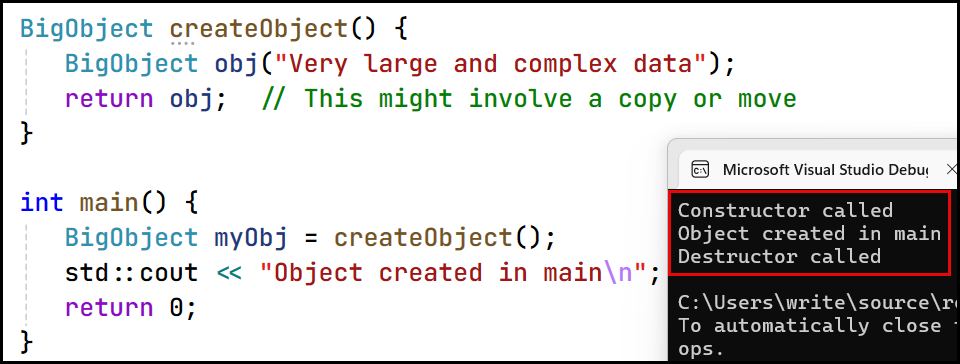 BigObject createObject() {
BigObject obj("Very large and complex data");
return obj;  // This might involve a copy or move
}
int main() {
BigObject myObj = createObject();
std::cout << "Object created in main\n";
return 0;
}
Microsoft Visual Studio Debug
Constructor called
Object created in main
Destructor called
C:\Users\write\source\re
To automatically close
ops.